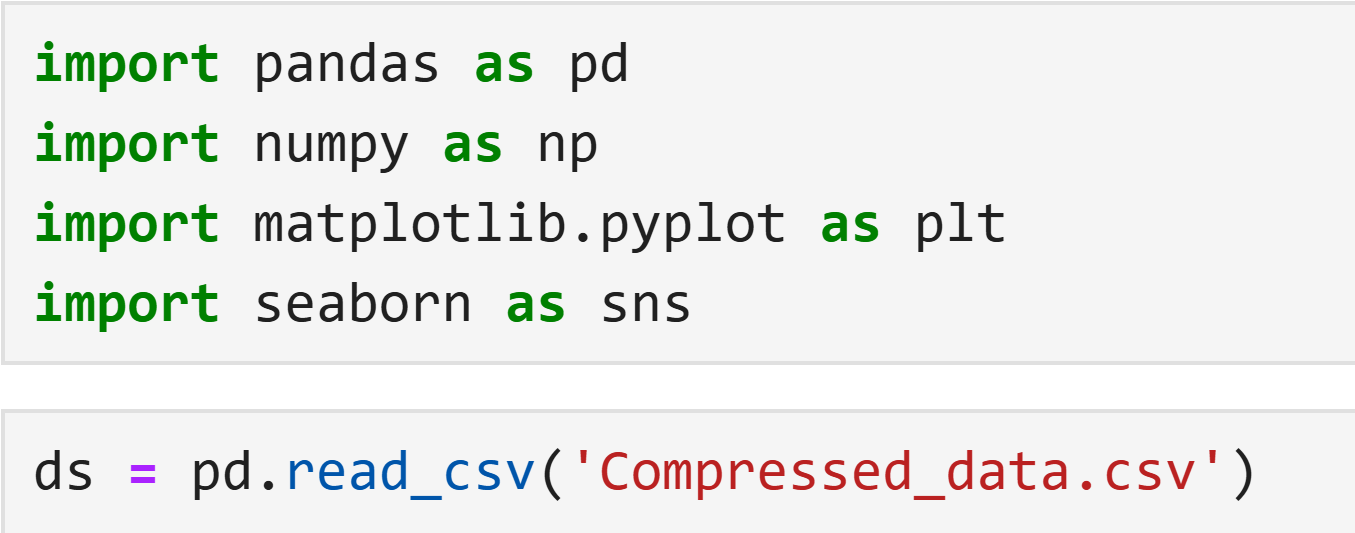 import pandas as pd
import numpy as np
import matplotlib.pyplot as plt
import seaborn as sns
ds = pd.read_csv('Compressed_data.csv')